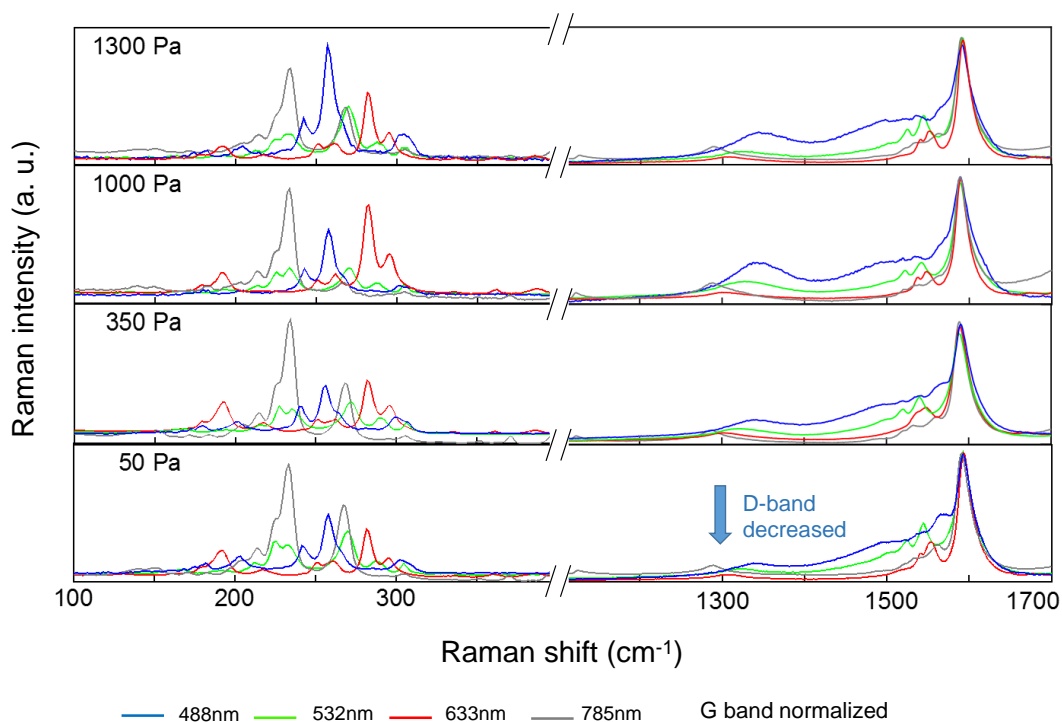 1300 Pa
1000 Pa
350 Pa
50 Pa
D-band
decreased
Raman intensity (a. u.)
100 200 300 1300 1500 1700
Raman shift (cm-1)
488nm 532nm 633nm 785nm G band normalized